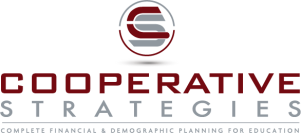 COOPERATIVE
STRATEGIES
COMPLETE FINANCIAL & DEMOGRAPHIC PLANNING FOR EDUCATION